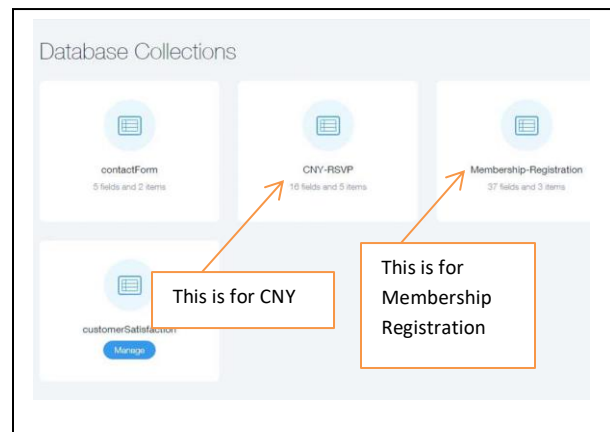 Database Collections
contactForm
5 fields and 2 items
CNY-RSVP
16 fields and 5 items
Membership-Registration
37 fields and 3 items
This is for CNY
This is for
Membership
Registration
customerSatisfaction
Manage